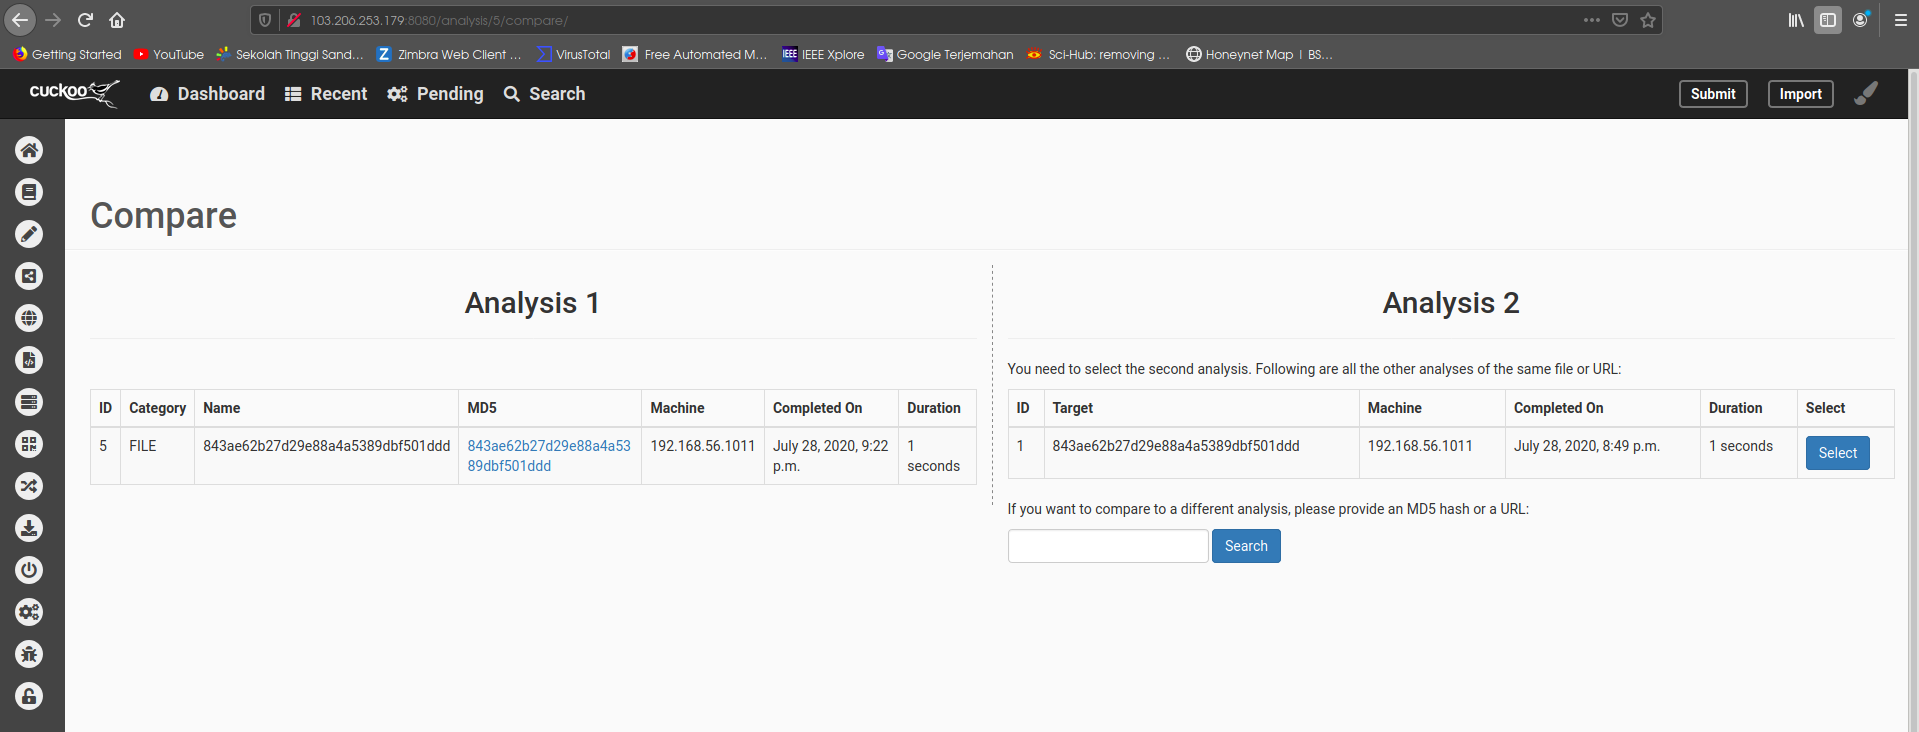 103.206.253.179:8080/analysis/5/compare/
Getting Started YouTube Sekolah Tinggi Sand... Zimbra Web Client ... VirusTotal Free Automated M... IEEE Xplore Google Terjemahan Sci-Hub: removing ... Honeynet Map | BS...
cuckoo Dashboard Recent Pending Search Submit Import
Compare
Analysis 1
ID Category Name MD5 Machine Completed On Duration
5 FILE 843ae62b27d29e88a4a5389dbf501ddd 843ae62b27d29e88a4a53 192.168.56.1011 July 28, 2020, 9:22 1
89dbf501ddd p.m. seconds
Analysis 2
You need to select the second analysis. Following are all the other analyses of the same file or URL:
ID Target Machine Completed On Duration Select
1 843ae62b27d29e88a4a5389dbf501ddd 192.168.56.1011 July 28, 2020, 8:49 p.m. 1 seconds Select
If you want to compare to a different analysis, please provide an MD5 hash or a URL:
Search